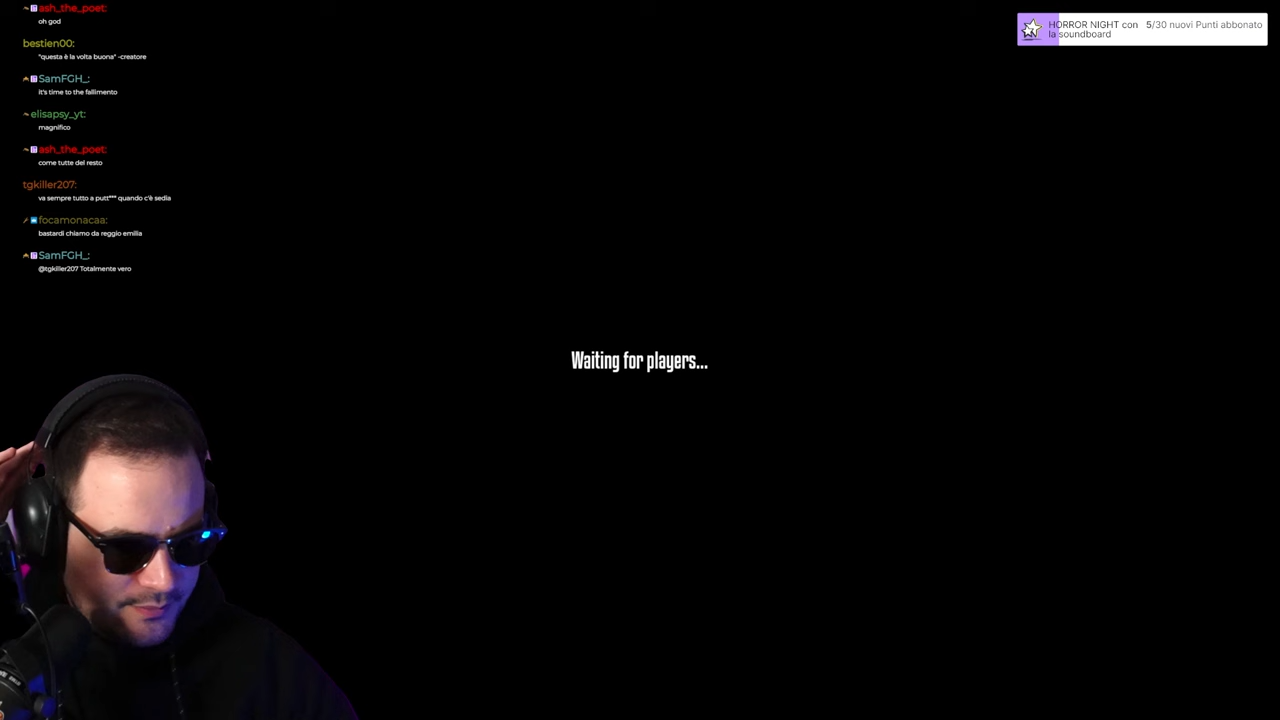 ash_the_poet:
oh god
bestien00:
"questa è la volta buona" -creatore
SamFGH_:
it's time to the fallimento
elisapsy_yt:
magnifico
ash_the_poet:
come tutte del resto
tgkiller207:
va sempre tutto a putt*** quando c'è sedia
focamonacaa:
bastardi chiamo da reggio emilia
SamFGH_:
@tgkiller207 Totalmente vero
HORROR NIGHT con 5/30 nuovi Punti abbonato
la soundboard
Waiting for players...